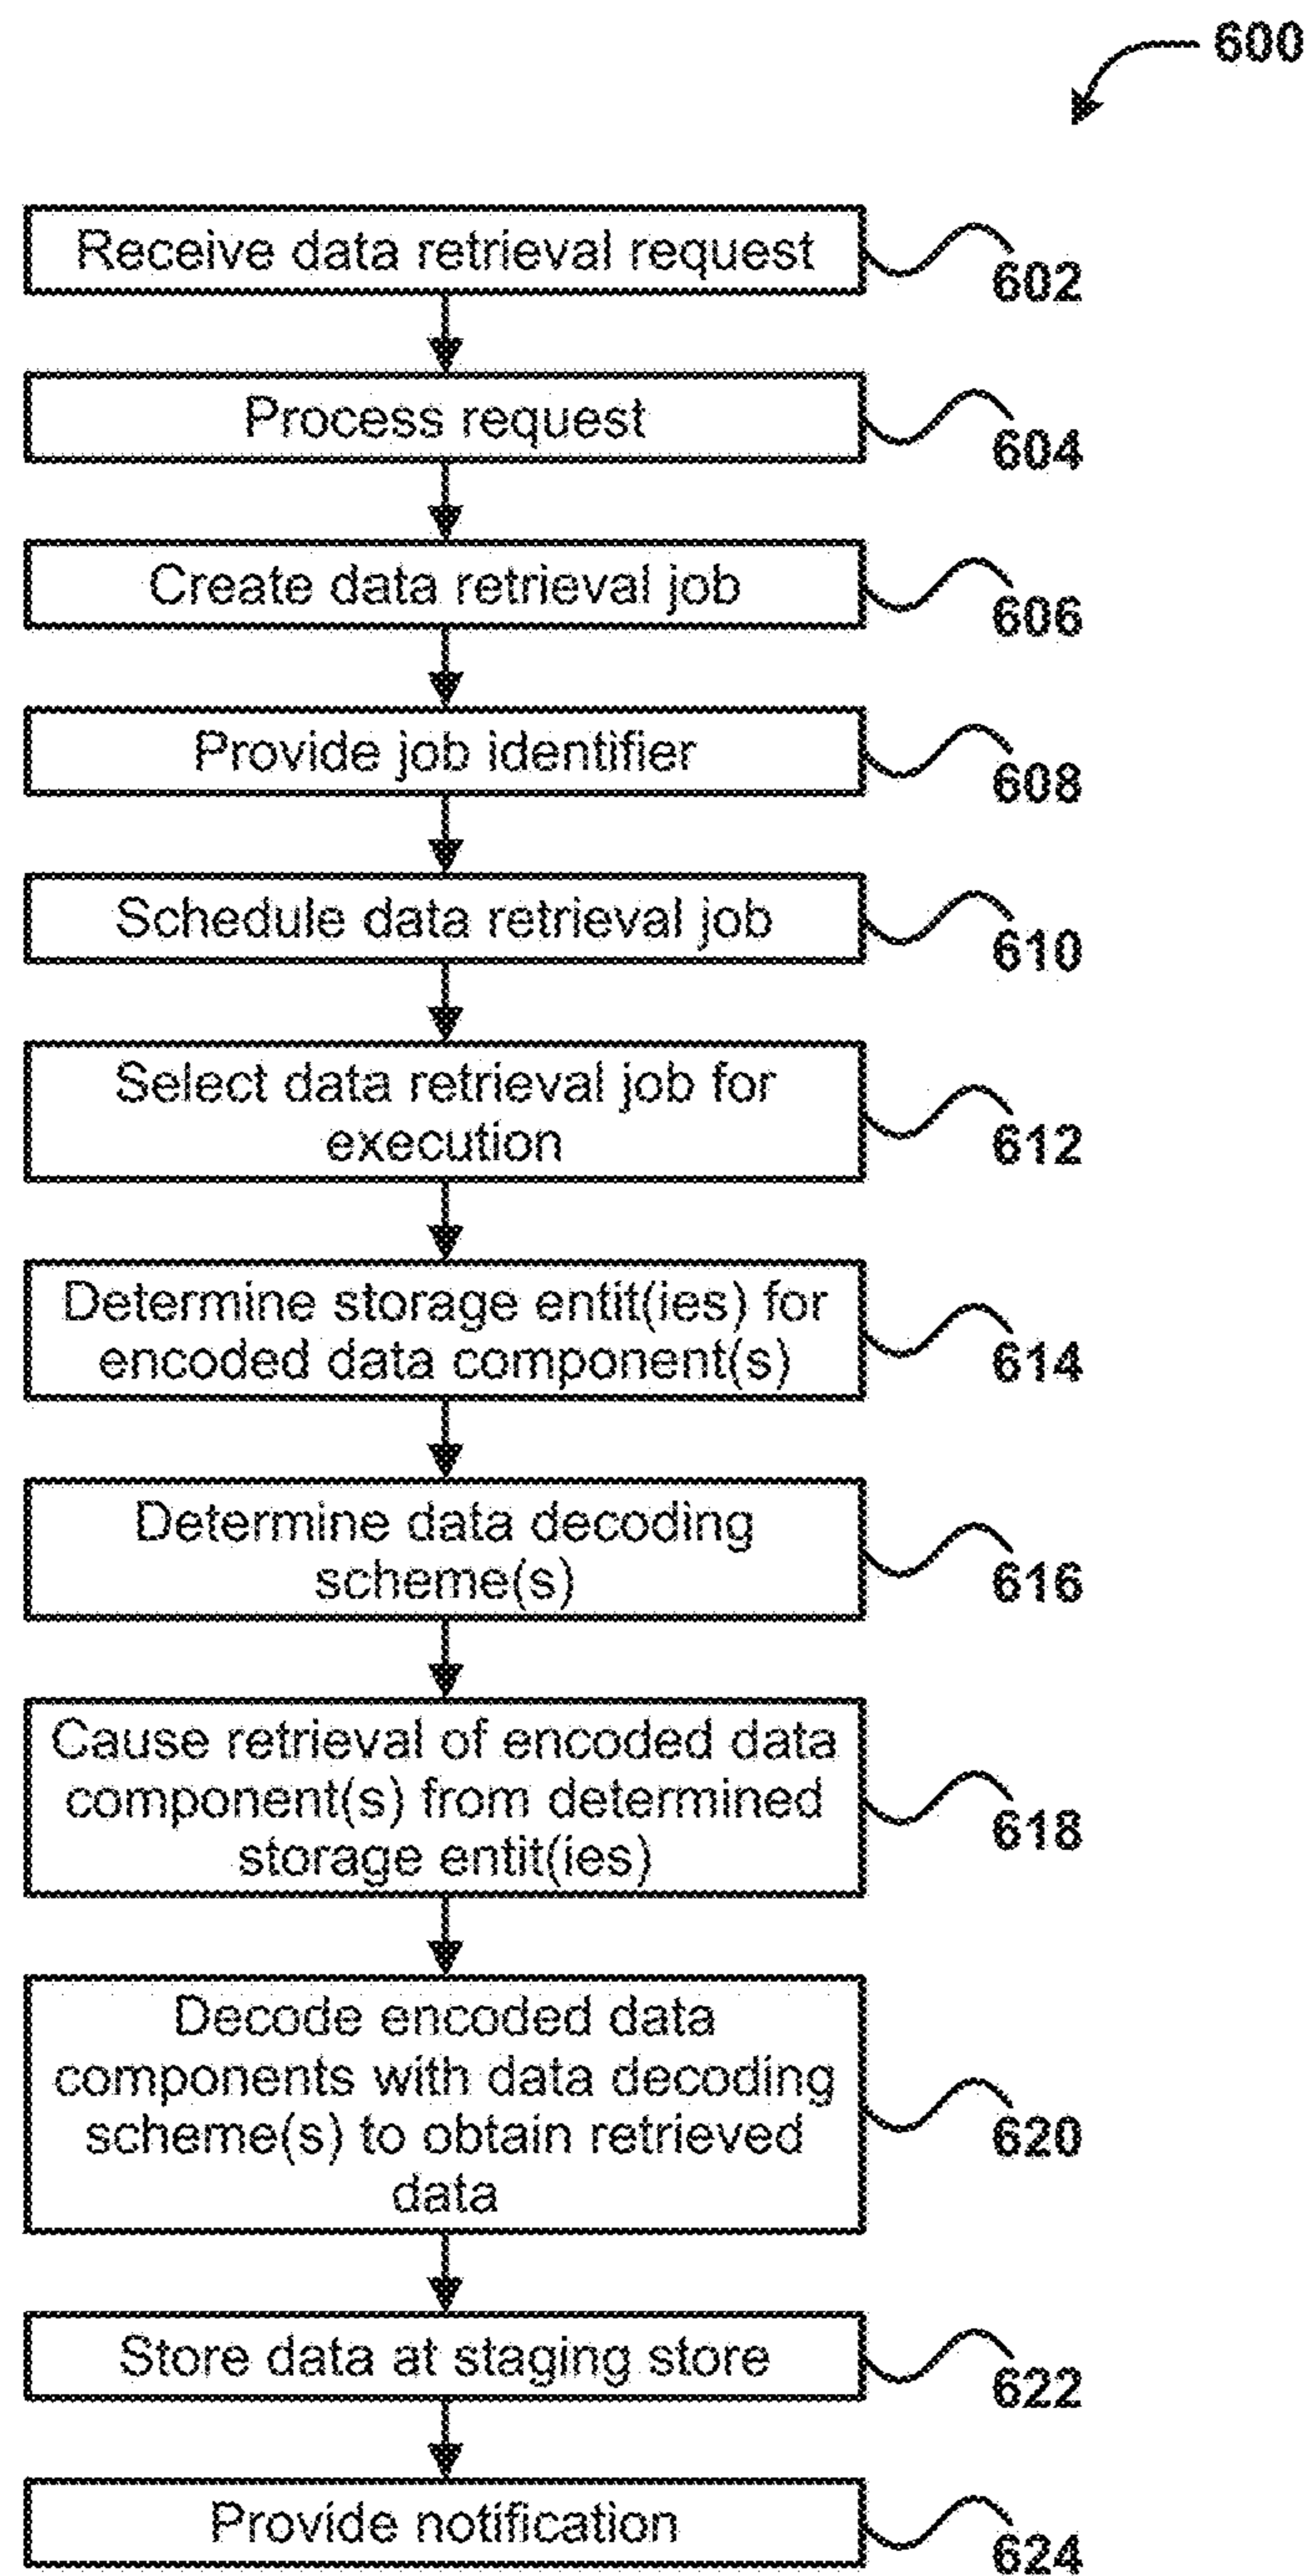 600
Receive data retrieval request
602
Process request
604
Create data retrieval job
606
Provide job identifier
608
Schedule data retrieval job
610
Select data retrieval job for
execution
612
Determine storage entit(ies) for
encoded data component(s)
614
Determine data decoding
scheme(s)
616
Cause retrieval of encoded data
component(s) from determined
storage entit(ies)
618
Decode encoded data
components with data decoding
scheme(s) to obtain retrieved
data
620
Store data at staging store
622
Provide notification
624